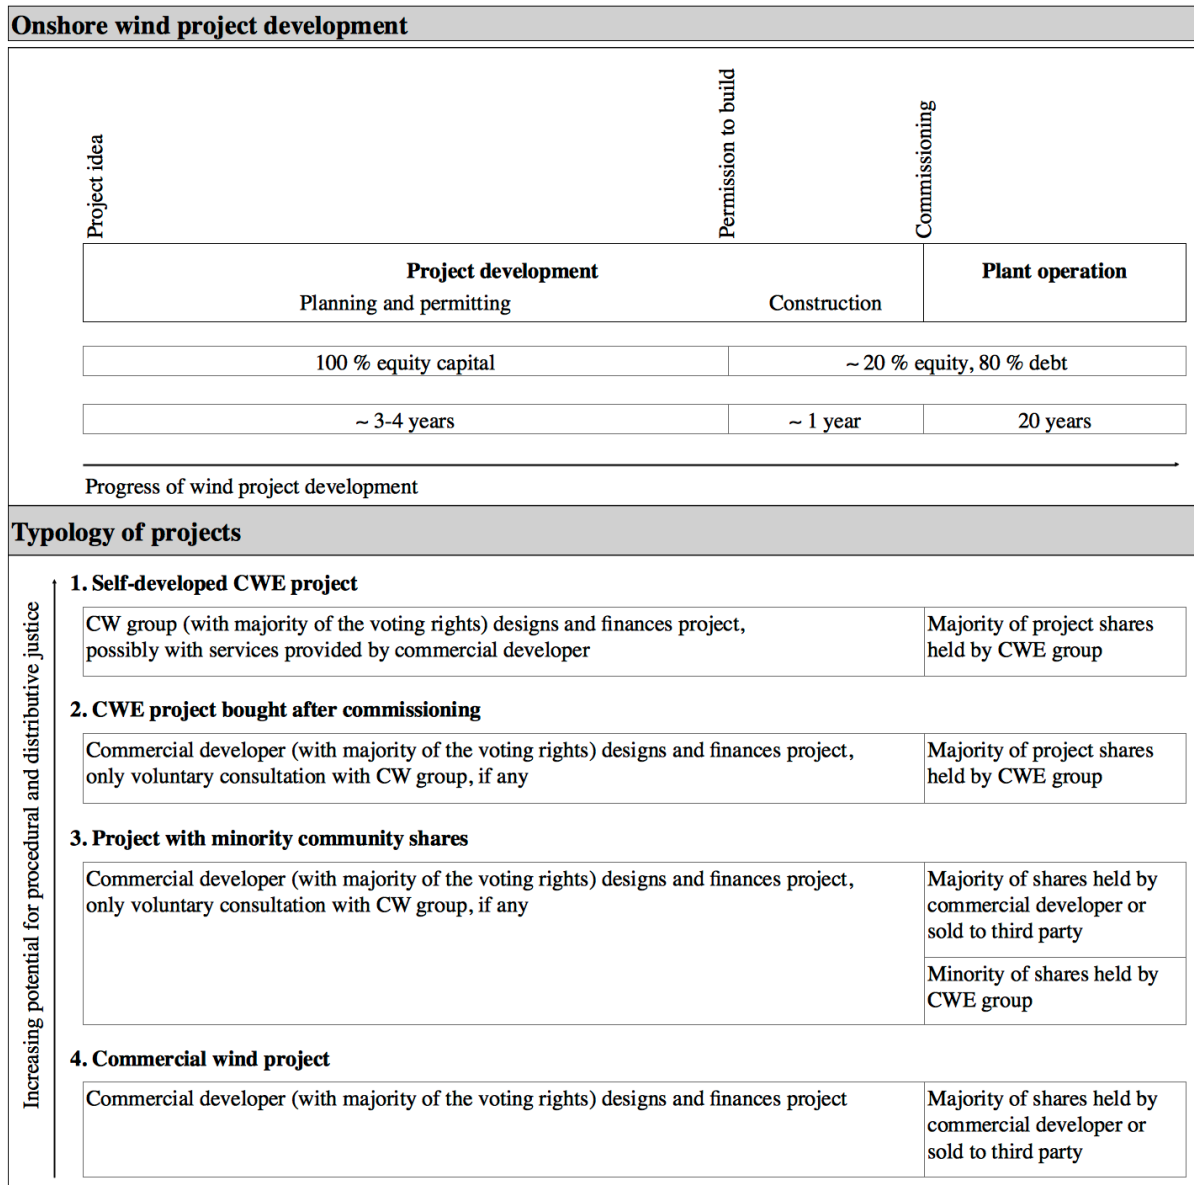 Onshore wind project development
Project idea
Permission to build
Commissioning
Project development
Plant operation
Planning and permitting
Construction
100 % equity capital
~ 20 % equity, 80 % debt
~ 3-4 years
~ 1 year
20 years
Progress of wind project development
Typology of projects
Increasing potential for procedural and distributive justice
1. Self-developed CWE project
CW group (with majority of the voting rights) designs and finances project,
possibly with services provided by commercial developer
Majority of project shares
held by CWE group
2. CWE project bought after commissioning
Commercial developer (with majority of the voting rights) designs and finances project,
only voluntary consultation with CW group, if any
Majority of project shares
held by CWE group
3. Project with minority community shares
Commercial developer (with majority of the voting rights) designs and finances project,
only voluntary consultation with CW group, if any
Majority of shares held by
commercial developer or
sold to third party
Minority of shares held by
CWE group
4. Commercial wind project
Commercial developer (with majority of the voting rights) designs and finances project
Majority of shares held by
commercial developer or
sold to third party